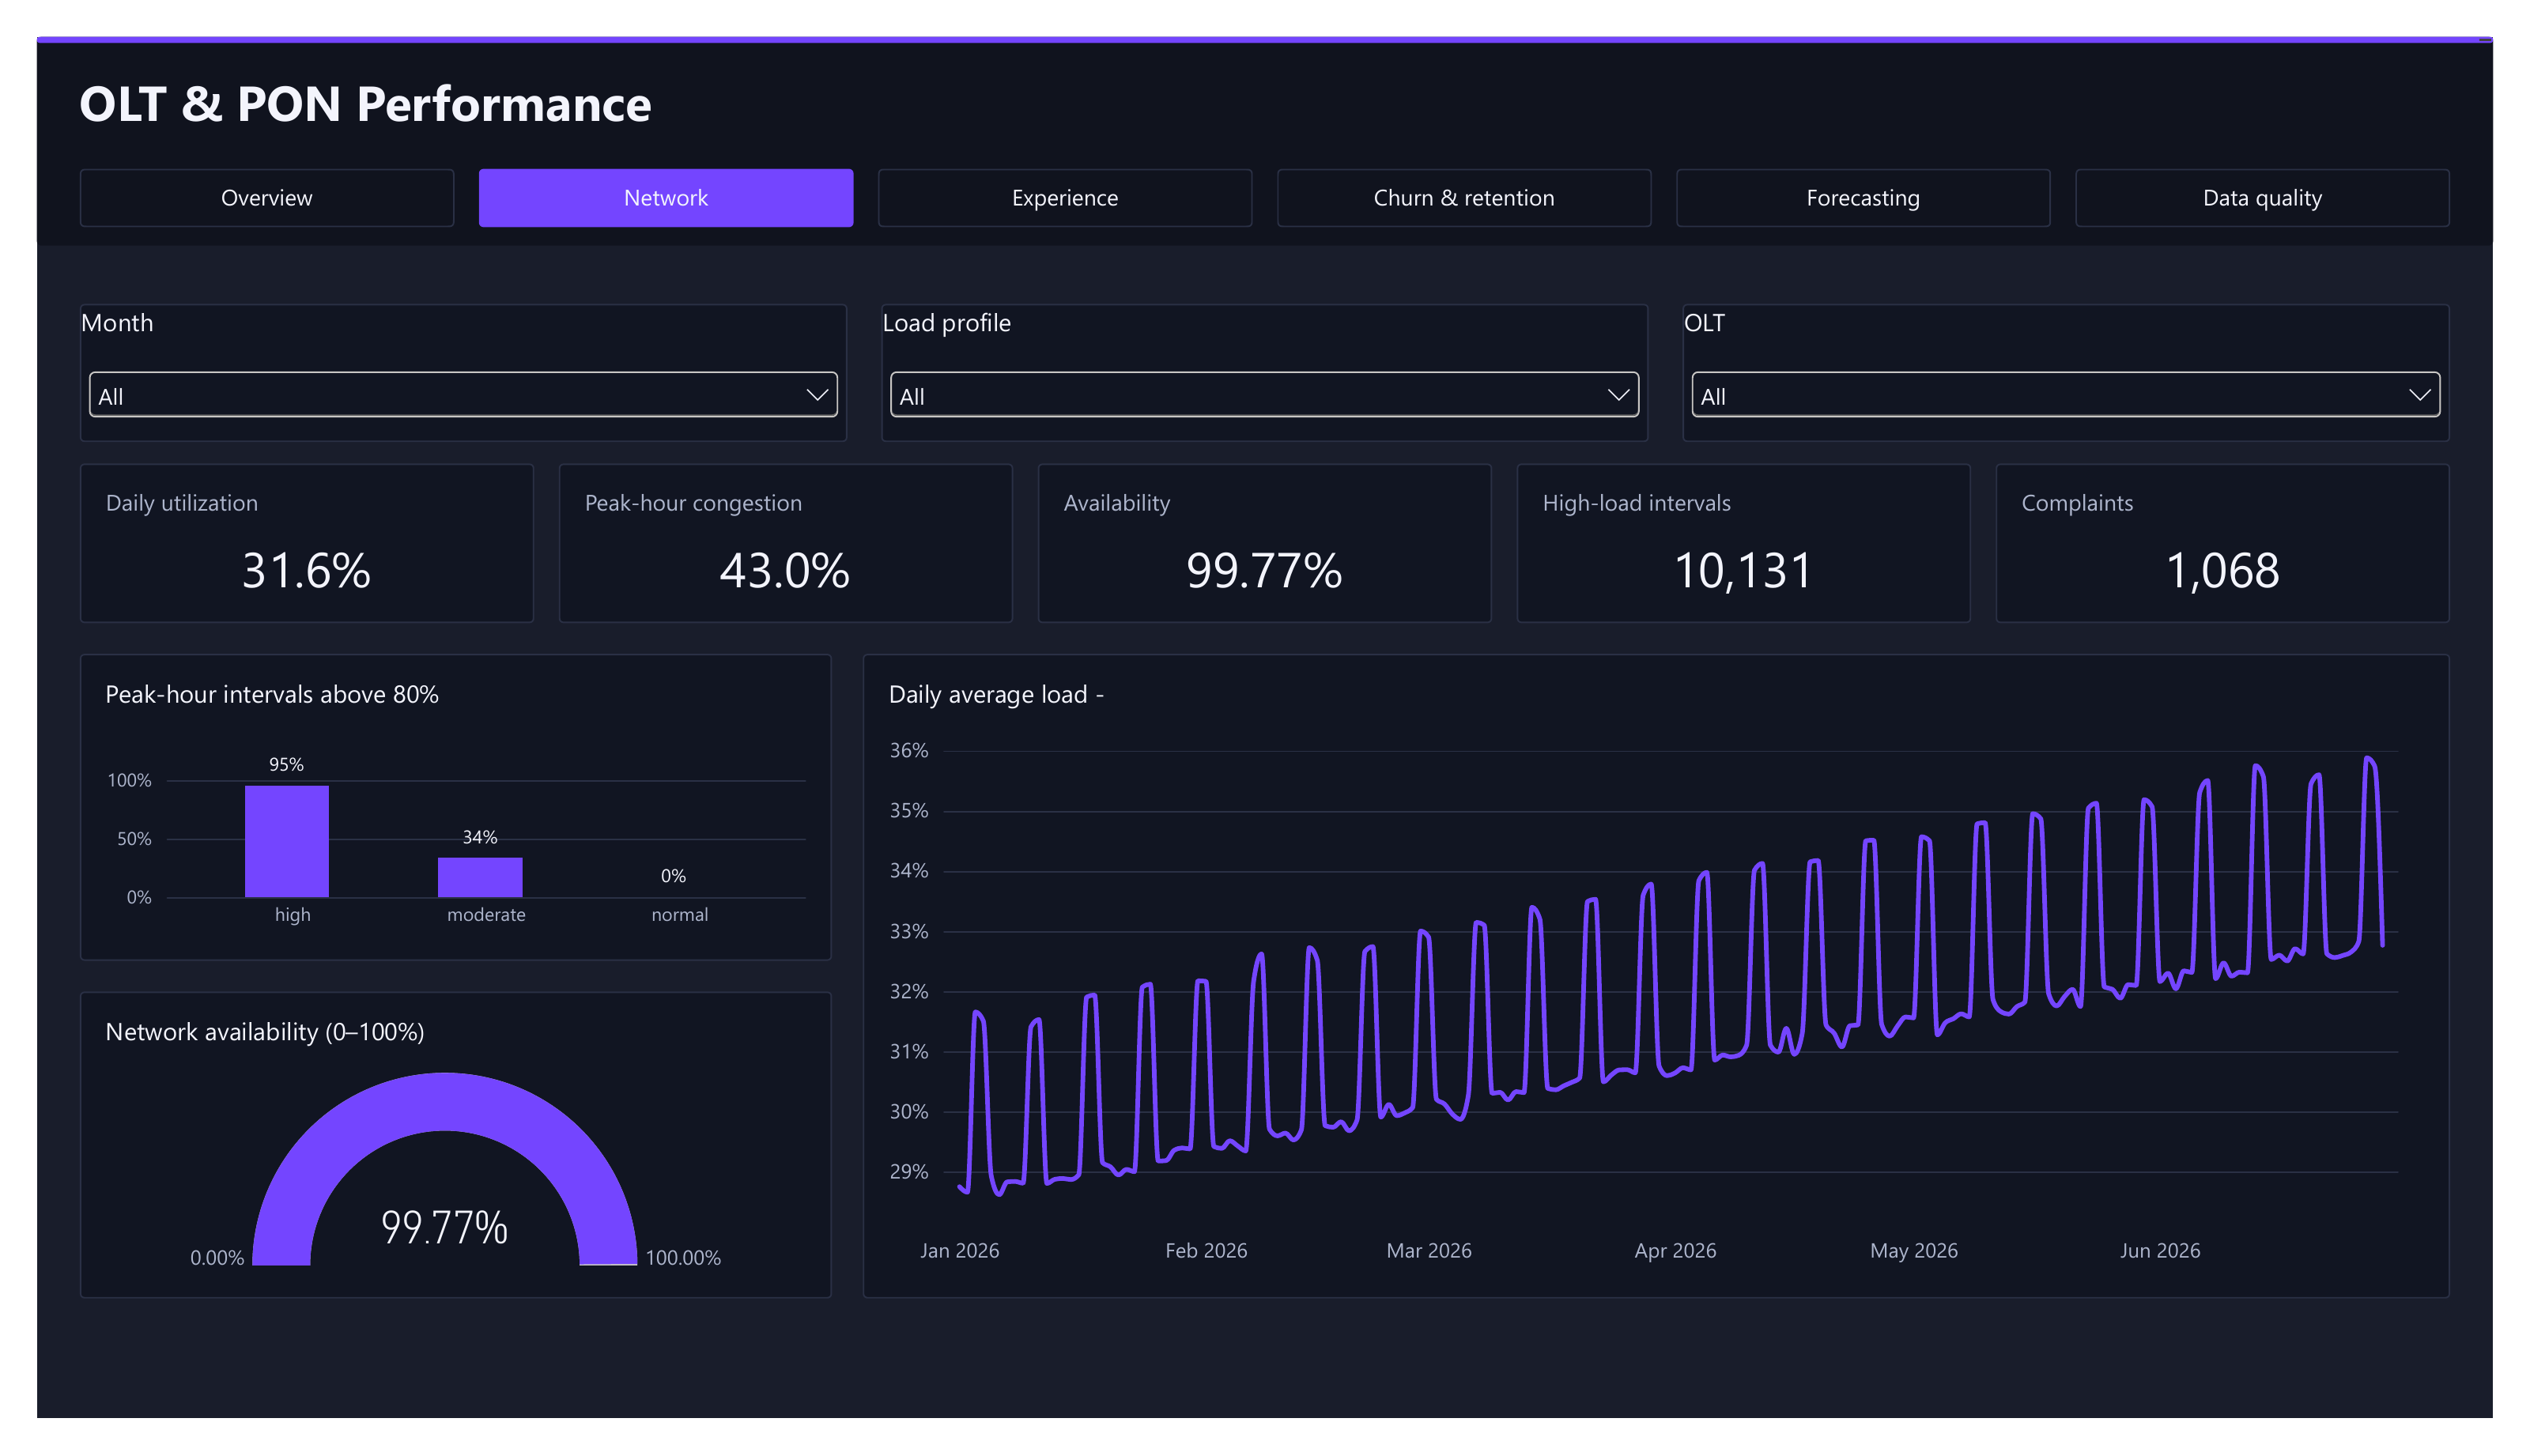 OLT & PON Performance
Overview
Network
Experience
Churn & retention
Forecasting
Data quality
Month
All
Load profile
All
OLT
All
Daily utilization
31.6%
Peak-hour congestion
43.0%
Availability
99.77%
High-load intervals
10,131
Complaints
1,068
Peak-hour intervals above 80%
100%
50%
0%
95%
34%
0%
high
moderate
normal
Network availability (0–100%)
99.77%
0.00%
100.00%
Daily average load -
36%
35%
34%
33%
32%
31%
30%
29%
Jan 2026
Feb 2026
Mar 2026
Apr 2026
May 2026
Jun 2026